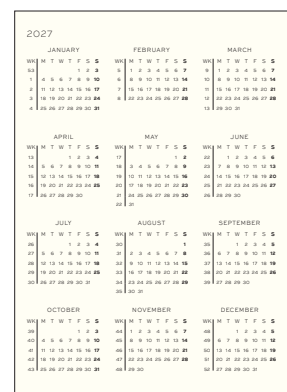 2027
JANUARY
WK M T W T F S S
53 1 2 3
1 4 5 6 7 8 9 10
2 11 12 13 14 15 16 17
3 18 19 20 21 22 23 24
4 25 26 27 28 29 30 31
FEBRUARY
WK M T W T F S S
5 1 2 3 4 5 6 7
6 8 9 10 11 12 13 14
7 15 16 17 18 19 20 21
8 22 23 24 25 26 27 28
MARCH
WK M T W T F S S
9 1 2 3 4 5 6 7
10 8 9 10 11 12 13 14
11 15 16 17 18 19 20 21
12 22 23 24 25 26 27 28
13 29 30 31
APRIL
WK M T W T F S S
13 1 2 3 4
14 5 6 7 8 9 10 11
15 12 13 14 15 16 17 18
16 19 20 21 22 23 24 25
17 26 27 28 29 30
MAY
WK M T W T F S S
17 1 2
18 3 4 5 6 7 8 9
19 10 11 12 13 14 15 16
20 17 18 19 20 21 22 23
21 24 25 26 27 28 29 30
22 31
JUNE
WK M T W T F S S
22 1 2 3 4 5 6
23 7 8 9 10 11 12 13
24 14 15 16 17 18 19 20
25 21 22 23 24 25 26 27
26 28 29 30
JULY
WK M T W T F S S
26 1 2 3 4
27 5 6 7 8 9 10 11
28 12 13 14 15 16 17 18
29 19 20 21 22 23 24 25
30 26 27 28 29 30 31
AUGUST
WK M T W T F S S
30 1
31 2 3 4 5 6 7 8
32 9 10 11 12 13 14 15
33 16 17 18 19 20 21 22
34 23 24 25 26 27 28 29
35 30 31
SEPTEMBER
WK M T W T F S S
35 1 2 3 4 5
36 6 7 8 9 10 11 12
37 13 14 15 16 17 18 19
38 20 21 22 23 24 25 26
39 27 28 29 30
OCTOBER
WK M T W T F S S
39 1 2 3
40 4 5 6 7 8 9 10
41 11 12 13 14 15 16 17
42 18 19 20 21 22 23 24
43 25 26 27 28 29 30 31
NOVEMBER
WK M T W T F S S
44 1 2 3 4 5 6 7
45 8 9 10 11 12 13 14
46 15 16 17 18 19 20 21
47 22 23 24 25 26 27 28
48 29 30
DECEMBER
WK M T W T F S S
48 1 2 3 4 5
49 6 7 8 9 10 11 12
50 13 14 15 16 17 18 19
51 20 21 22 23 24 25 26
52 27 28 29 30 31